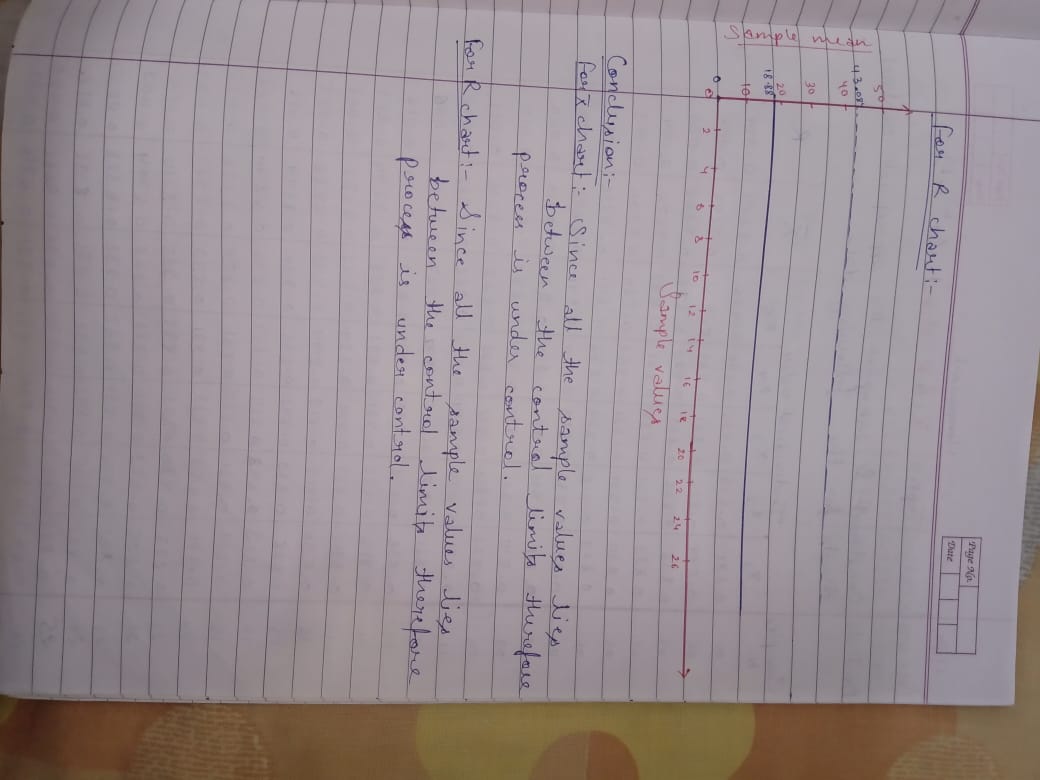 Page No.
Date
for R chart:-
Sample mean
50
43.08
40
30
20
18.88
10
0
0 2 4 6 8 10 12 14 16 18 20 22 24 26
Sample values
Conclusion:-
for x̄ chart:- Since all the sample values lies
between the control limits therefore
process is under control.
for R chart:- Since all the sample values lies
between the control limits therefore
process is under control.